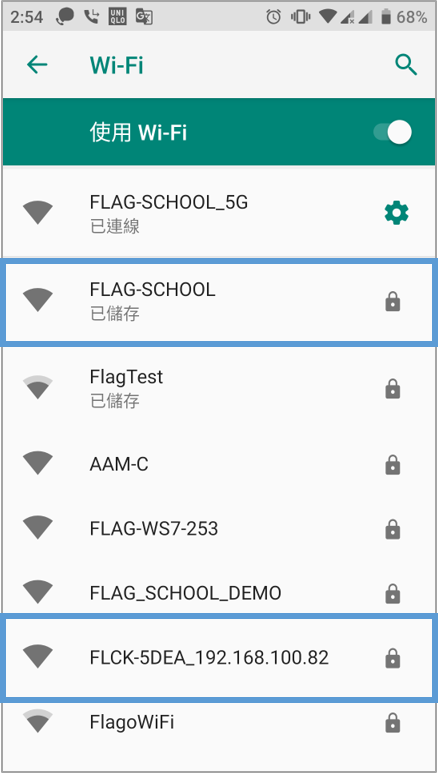 2:54 UNI QLO G 68%
Wi-Fi
使用 Wi-Fi
FLAG-SCHOOL_5G
已連線
FLAG-SCHOOL
已儲存
FlagTest
已儲存
AAM-C
FLAG-WS7-253
FLAG_SCHOOL_DEMO
FLCK-5DEA_192.168.100.82
FlagoWiFi